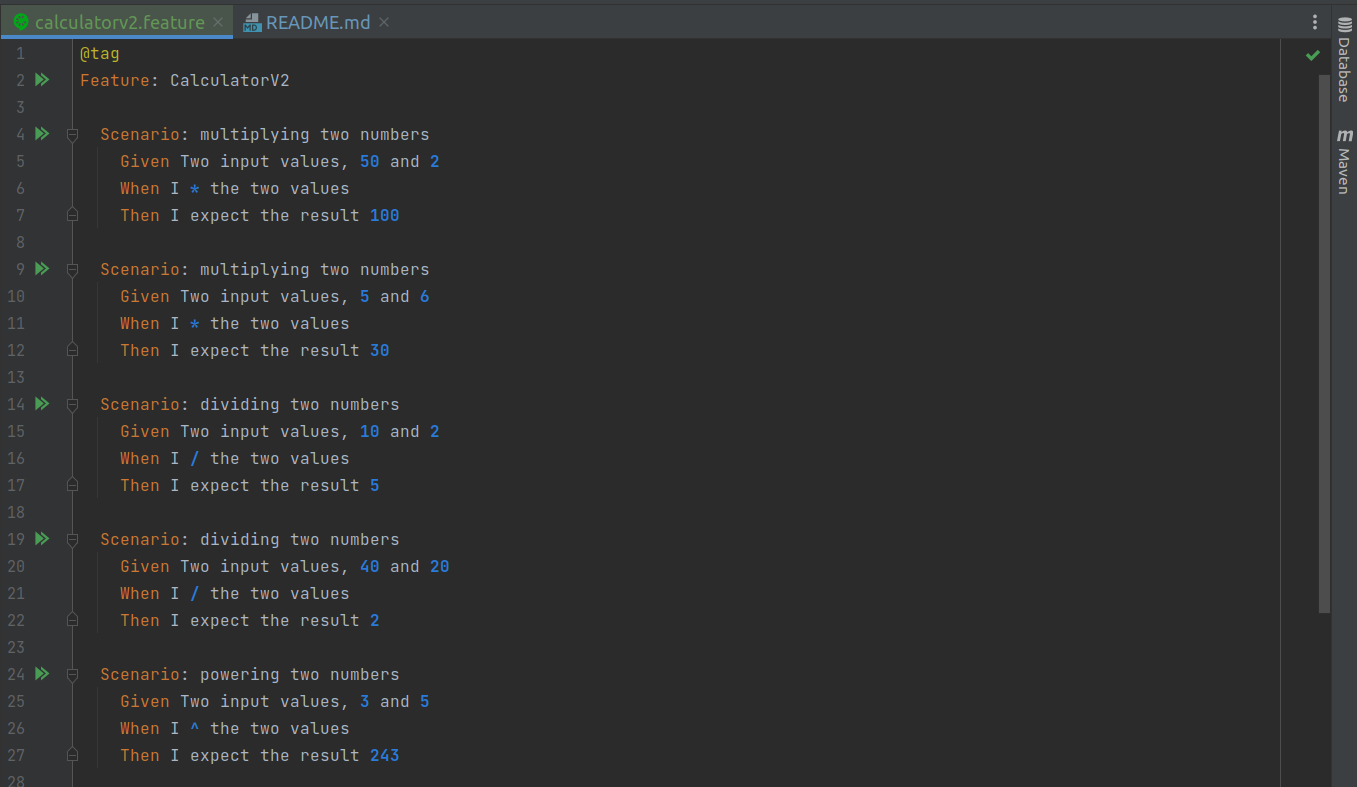 calculatorv2.feature
README.md
1 @tag
2 Feature: CalculatorV2
3
4 Scenario: multiplying two numbers
5 Given Two input values, 50 and 2
6 When I * the two values
7 Then I expect the result 100
8
9 Scenario: multiplying two numbers
10 Given Two input values, 5 and 6
11 When I * the two values
12 Then I expect the result 30
13
14 Scenario: dividing two numbers
15 Given Two input values, 10 and 2
16 When I / the two values
17 Then I expect the result 5
18
19 Scenario: dividing two numbers
20 Given Two input values, 40 and 20
21 When I / the two values
22 Then I expect the result 2
23
24 Scenario: powering two numbers
25 Given Two input values, 3 and 5
26 When I ^ the two values
27 Then I expect the result 243
28
Database
m Maven